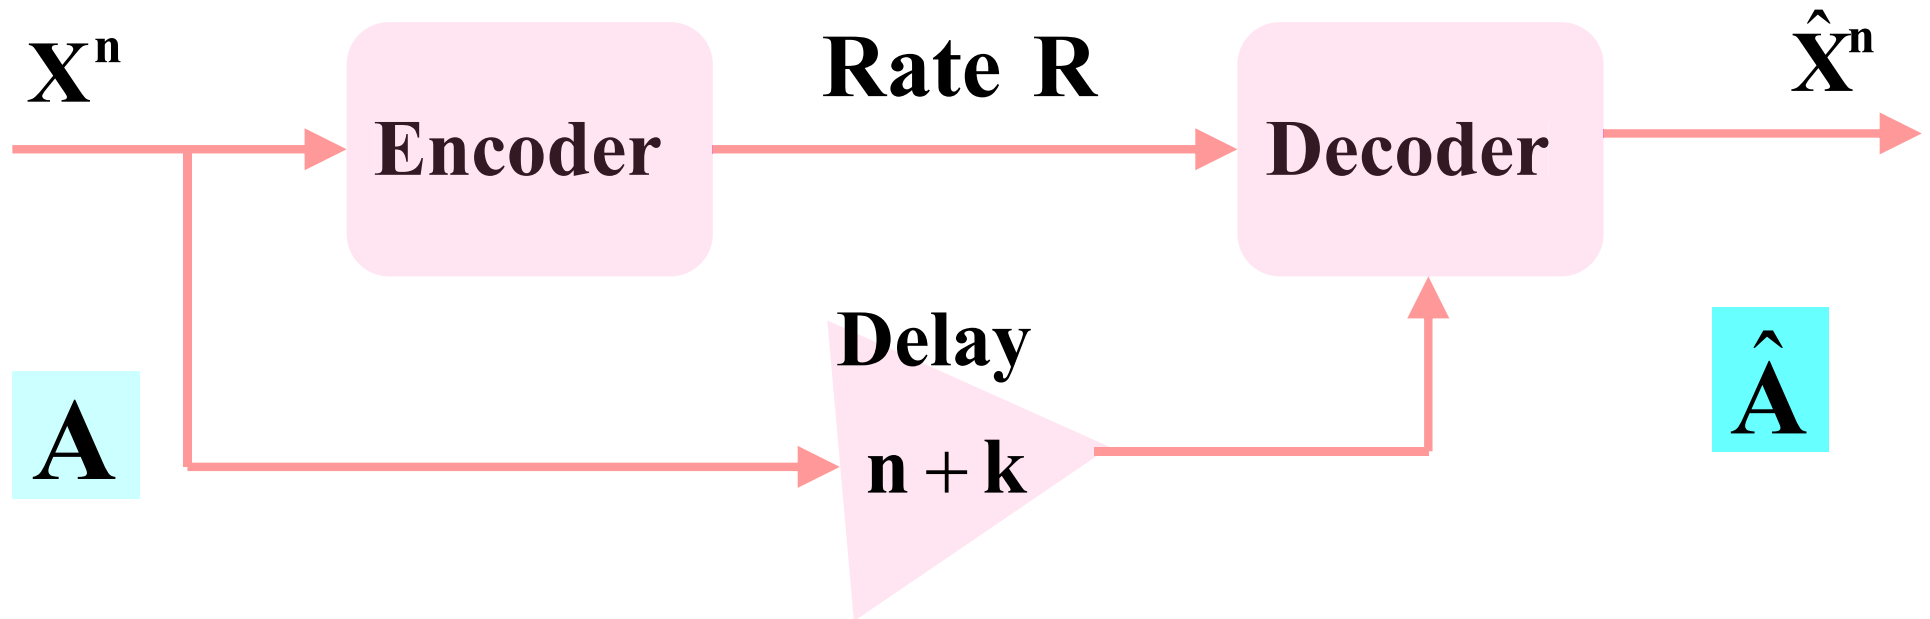 Xⁿ
Rate R
X̂ⁿ
Encoder
Decoder
Delay
n + k
A
Â